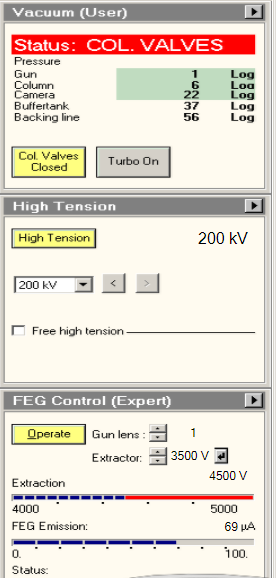 Vacuum (User)
Status: COL. VALVES
Pressure
Gun 1 Log
Column 6 Log
Camera 22 Log
Buffertank 37 Log
Backing line 56 Log
Col. Valves Closed Turbo On
High Tension
High Tension 200 kV
200 kV < >
Free high tension
FEG Control (Expert)
Operate Gun lens : 1
Extractor: 3500 V
4500 V
Extraction
4000 5000
FEG Emission: 69 µA
0. 100.
Status: